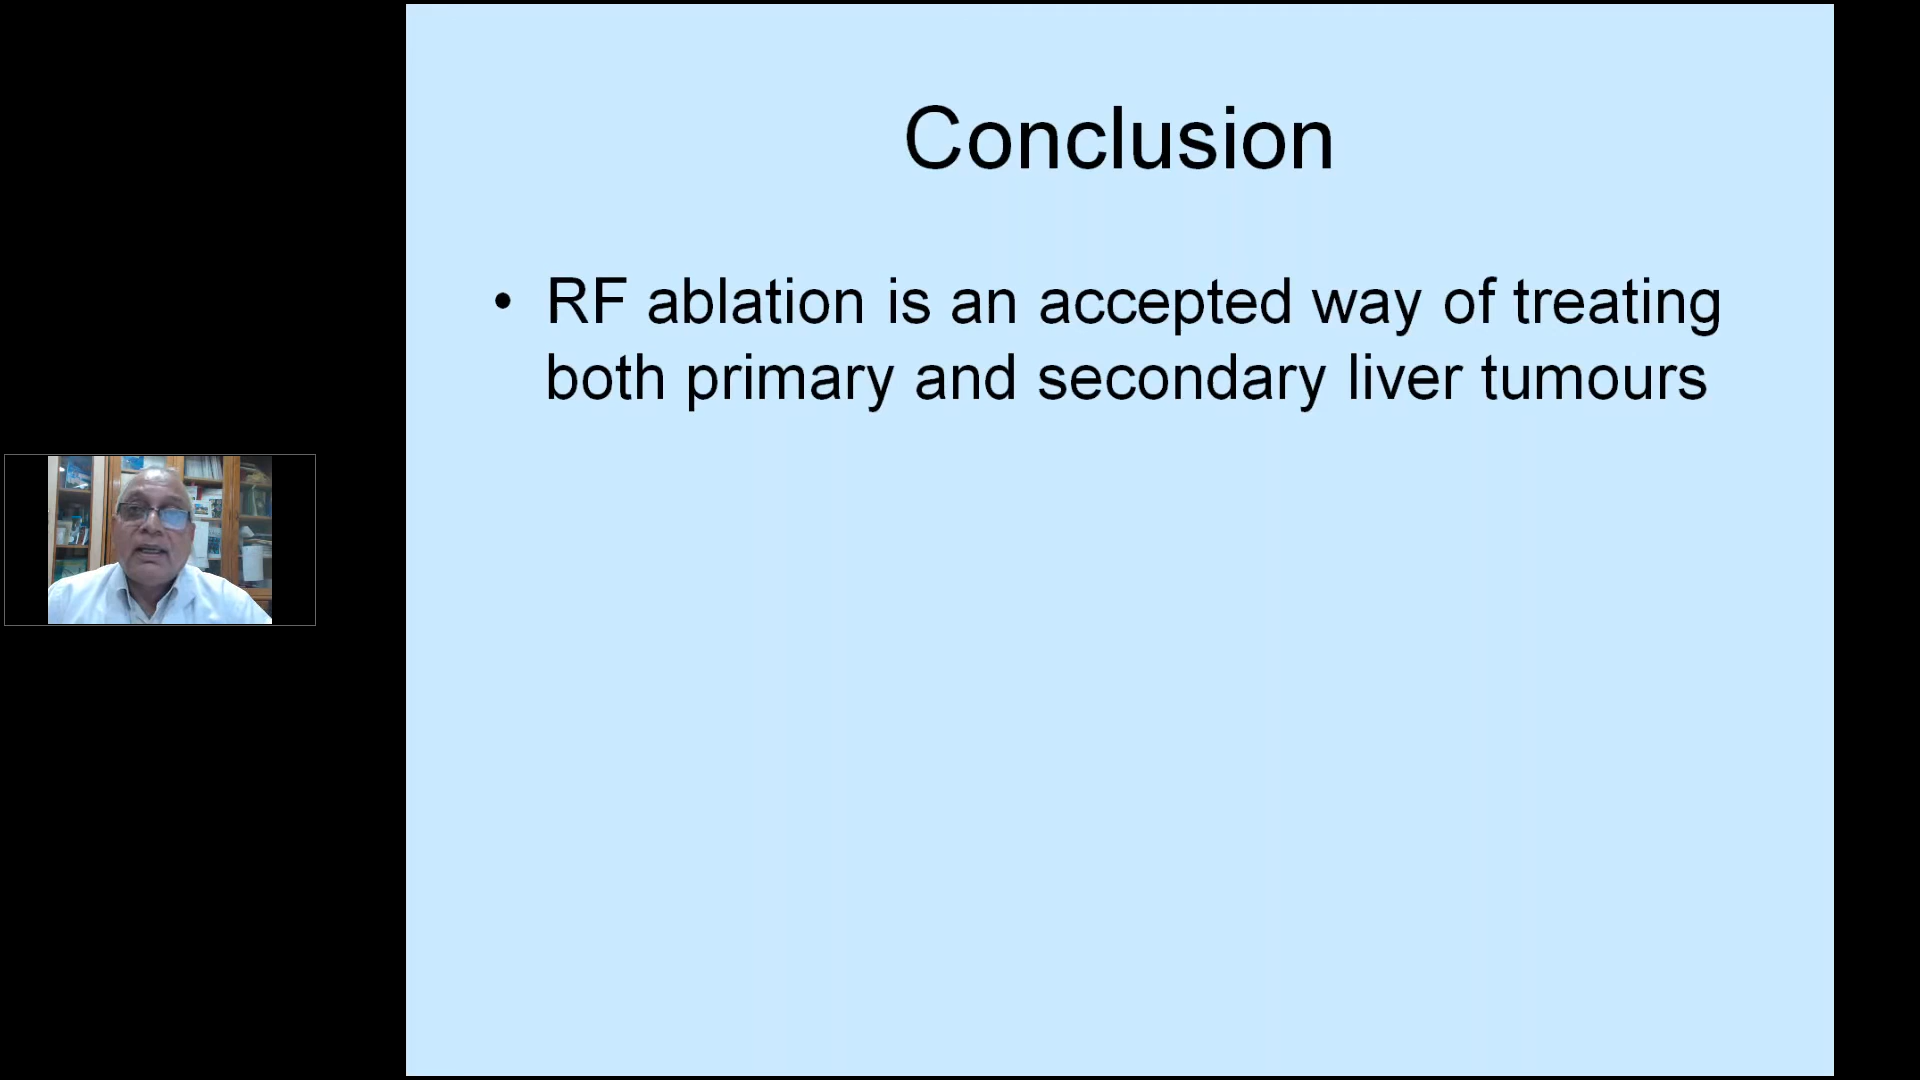 Conclusion
• RF ablation is an accepted way of treating
both primary and secondary liver tumours